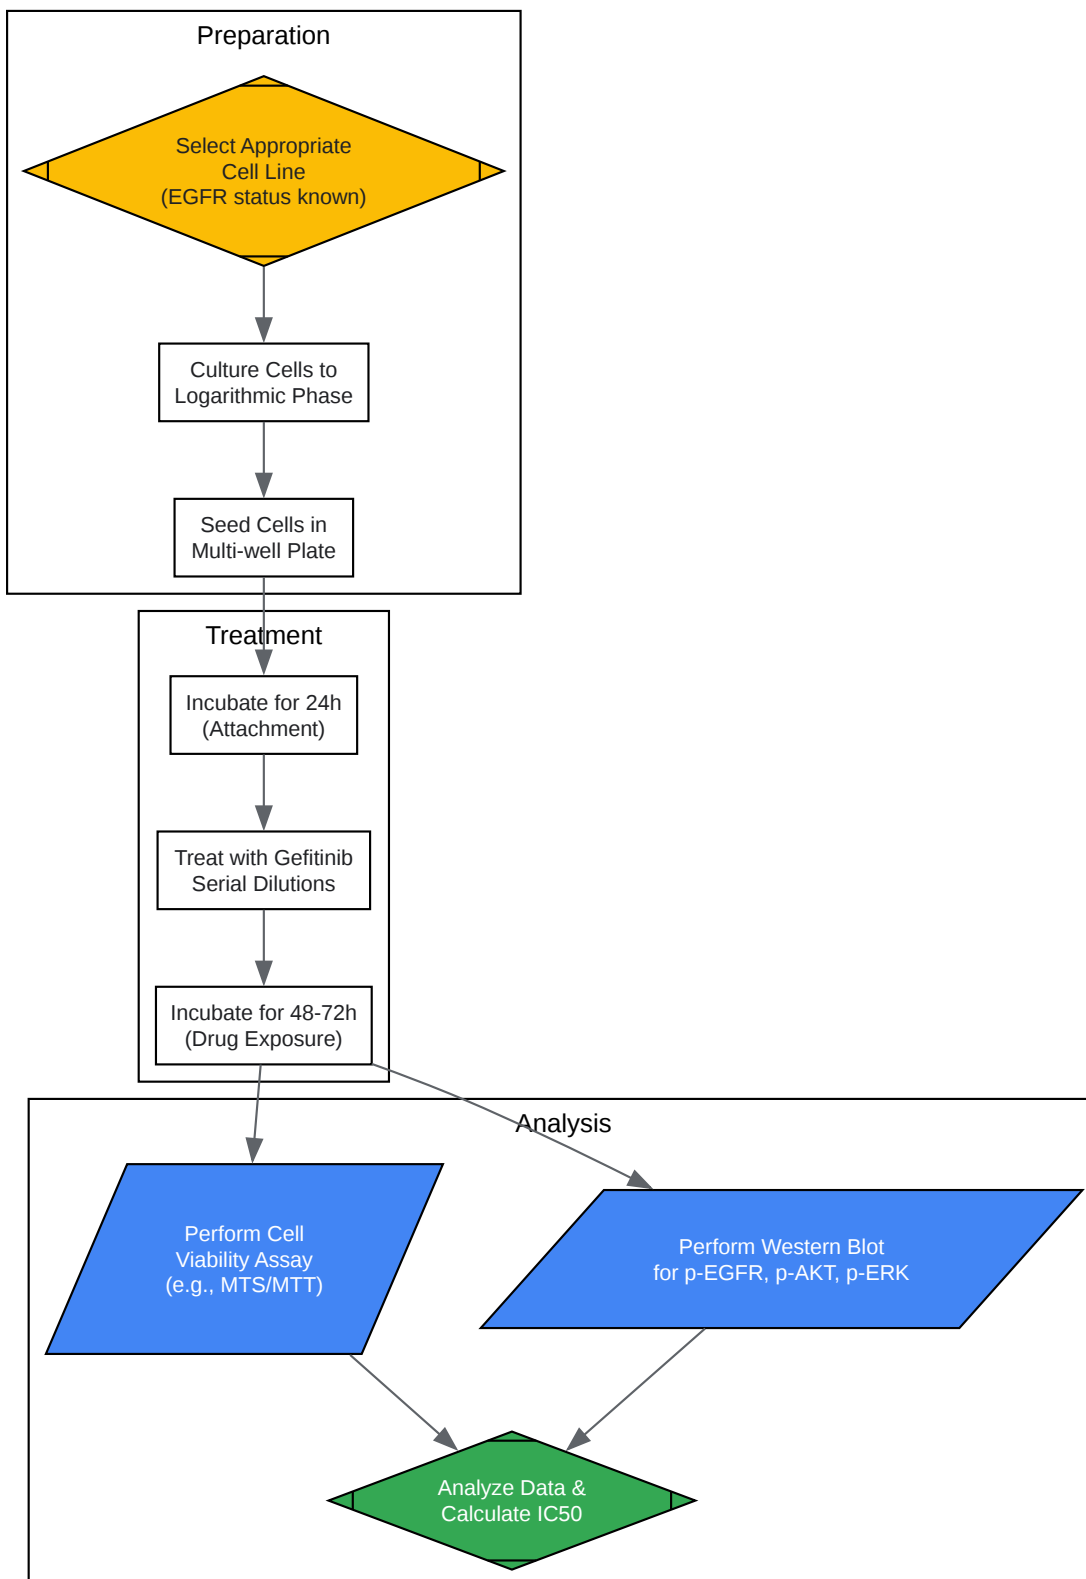 Preparation
Select Appropriate
Cell Line
(EGFR status known)
Culture Cells to
Logarithmic Phase
Seed Cells in
Multi-well Plate
Treatment
Incubate for 24h
(Attachment)
Treat with Gefitinib
Serial Dilutions
Incubate for 48-72h
(Drug Exposure)
Analysis
Perform Cell
Viability Assay
(e.g., MTS/MTT)
Perform Western Blot
for p-EGFR, p-AKT, p-ERK
Analyze Data &
Calculate IC50